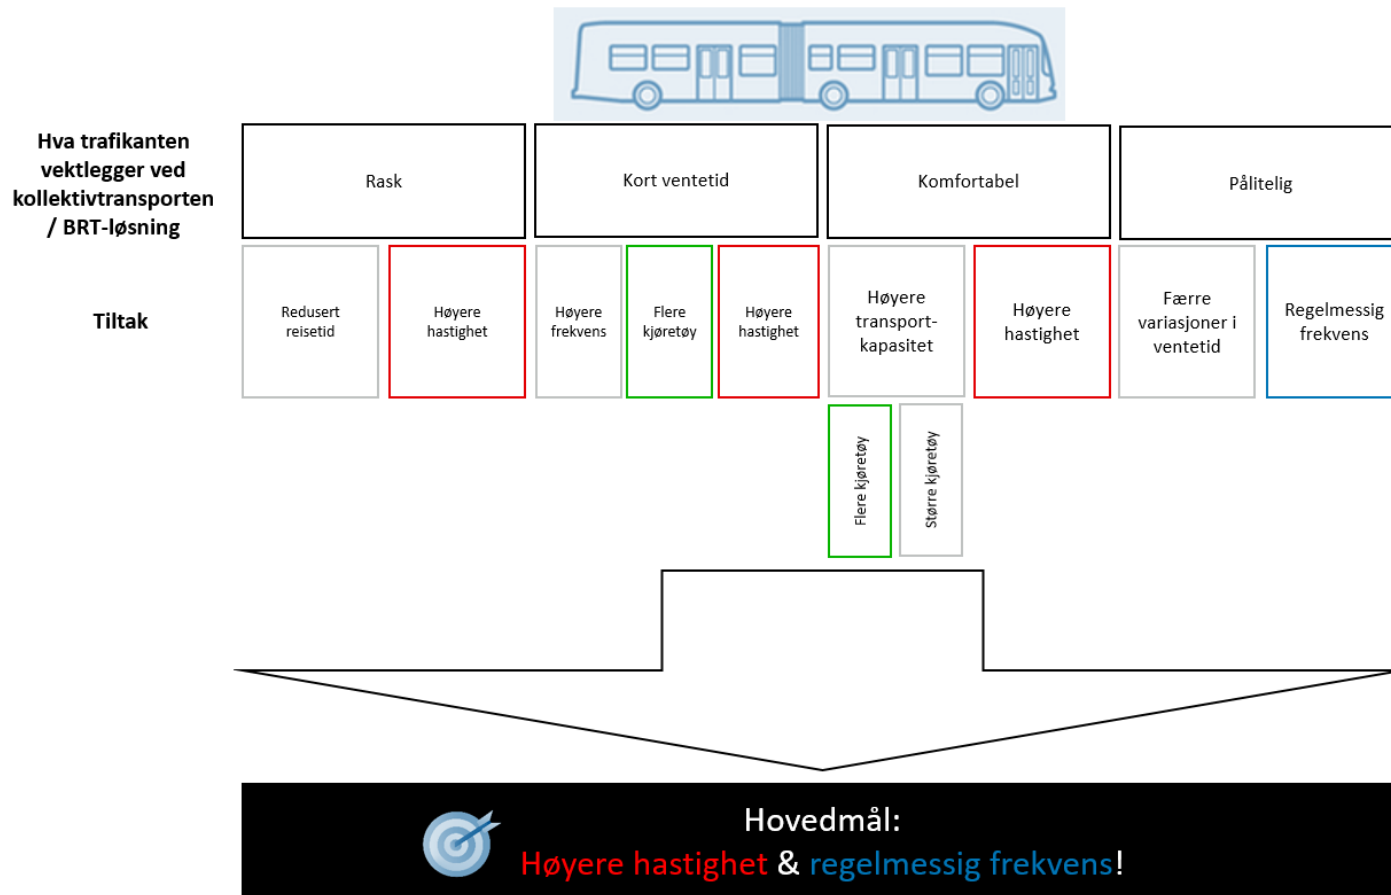 Hva trafikanten
vektlegger ved
kollektivtransporten
/ BRT-løsning
Rask
Kort ventetid
Komfortabel
Pålitelig
Tiltak
Redusert
reisetid
Høyere
hastighet
Høyere
frekvens
Flere
kjøretøy
Høyere
hastighet
Høyere
transport-
kapasitet
Høyere
hastighet
Færre
variasjoner i
ventetid
Regelmessig
frekvens
Flere kjøretøy
Større kjøretøy
Hovedmål:
Høyere hastighet & regelmessig frekvens!